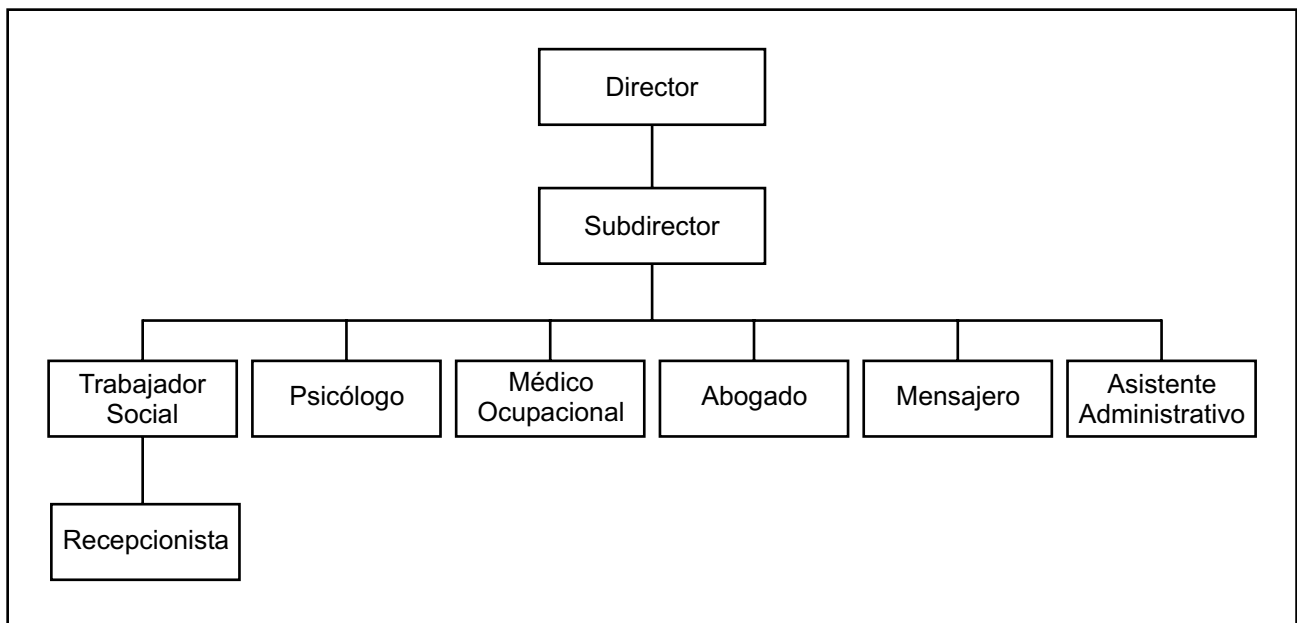 Director
Subdirector
Trabajador
Social
Psicólogo
Médico
Ocupacional
Abogado
Mensajero
Asistente
Administrativo
Recepcionista